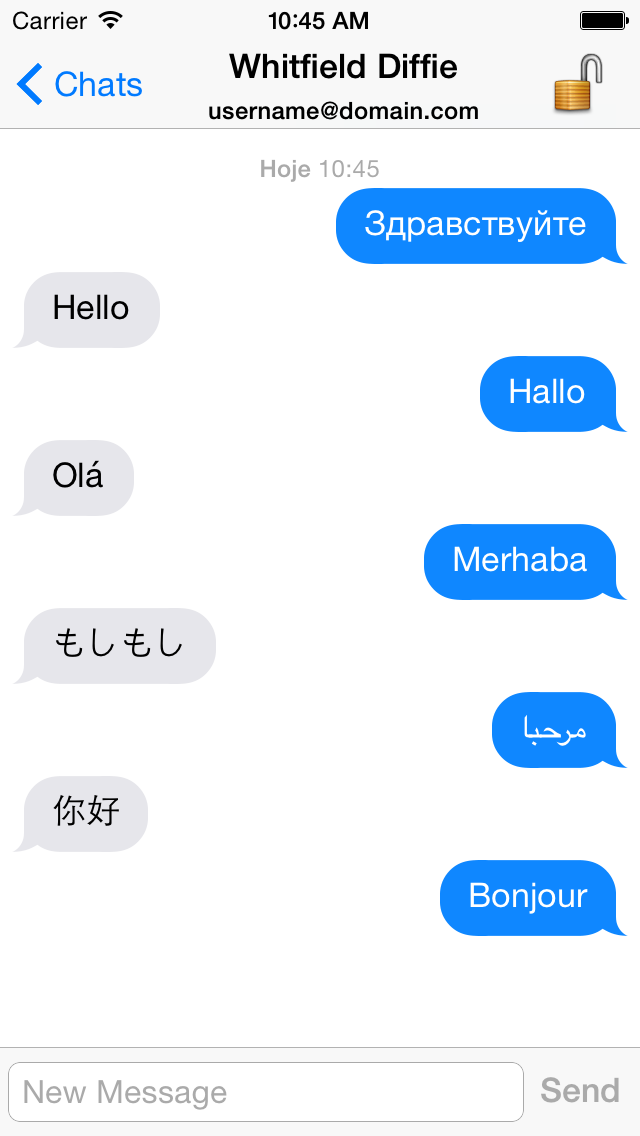 Carrier 10:45 AM
Chats
Whitfield Diffie
username@domain.com
Hoje 10:45
Здравствуйте
Hello
Hallo
Olá
Merhaba
もしもし
مرحبا
你好
Bonjour
New Message Send